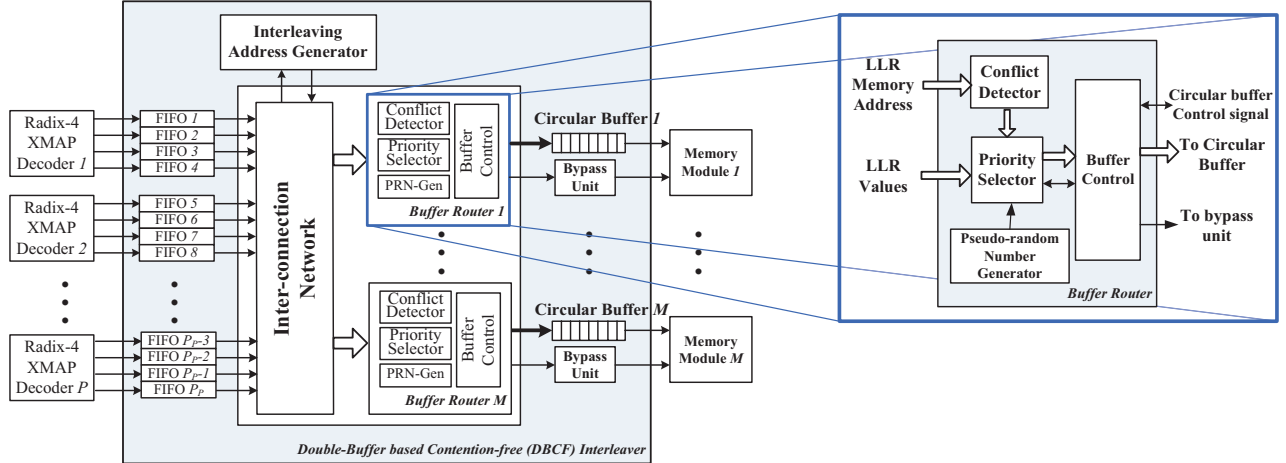 Interleaving
Address Generator
Radix-4
XMAP
Decoder 1
FIFO 1
FIFO 2
FIFO 3
FIFO 4
Radix-4
XMAP
Decoder 2
FIFO 5
FIFO 6
FIFO 7
FIFO 8
Radix-4
XMAP
Decoder P
FIFO PP-3
FIFO PP-2
FIFO PP-1
FIFO PP
Inter-connection
Network
Conflict
Detector
Priority
Selector
PRN-Gen
Buffer
Control
Buffer Router 1
Circular Buffer 1
Bypass
Unit
Memory
Module 1
Conflict
Detector
Priority
Selector
PRN-Gen
Buffer
Control
Buffer Router M
Circular Buffer M
Bypass
Unit
Memory
Module M
Double-Buffer based Contention-free (DBCF) Interleaver
LLR
Memory
Address
LLR
Values
Conflict
Detector
Priority
Selector
Pseudo-random
Number
Generator
Buffer
Control
Buffer Router
Circular buffer
Control signal
To Circular
Buffer
To bypass
unit